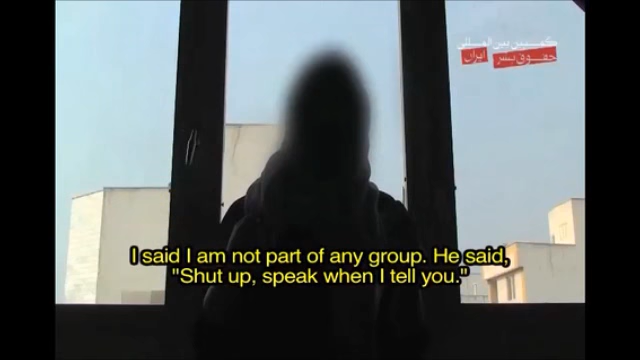 کمپین بین‌المللی
حقوق بشر ایران
I said I am not part of any group. He said,
"Shut up, speak when I tell you."